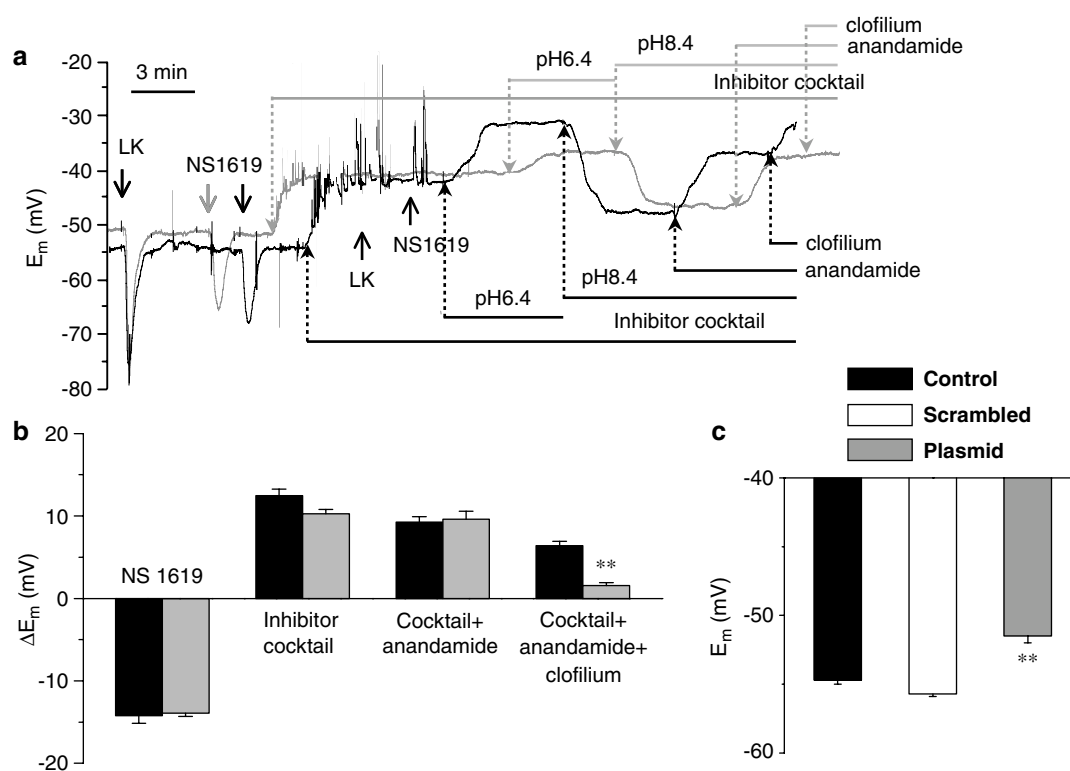 a
-20
-30
-40
-50
-60
-70
-80
Em (mV)
3 min
LK
NS1619
pH6.4
pH8.4
clofilium
anandamide
Inhibitor cocktail
LK
NS1619
pH6.4
pH8.4
clofilium
anandamide
Inhibitor cocktail
Control
Scrambled
Plasmid
b
20
10
0
-10
-20
ΔEm (mV)
NS 1619
Inhibitor
cocktail
Cocktail+
anandamide
**
Cocktail+
anandamide+
clofilium
c
-40
-50
-60
Em (mV)
**